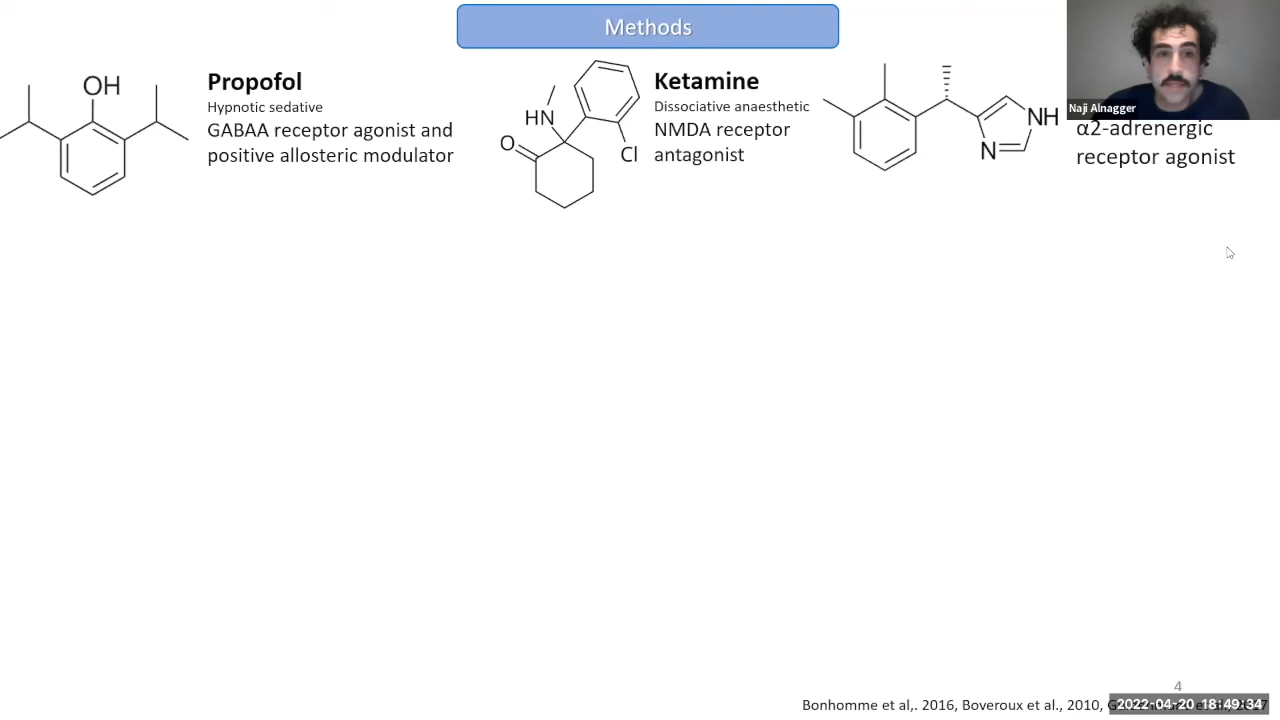 Methods
OH
Propofol
Hypnotic sedative
GABAA receptor agonist and
positive allosteric modulator
HN
O
Cl
Ketamine
Dissociative anaesthetic
NMDA receptor
antagonist
NH
N
Naji Alnagger
α2-adrenergic
receptor agonist
4
Bonhomme et al,. 2016, Boveroux et al., 2010,
2022-04-20 18:49:34